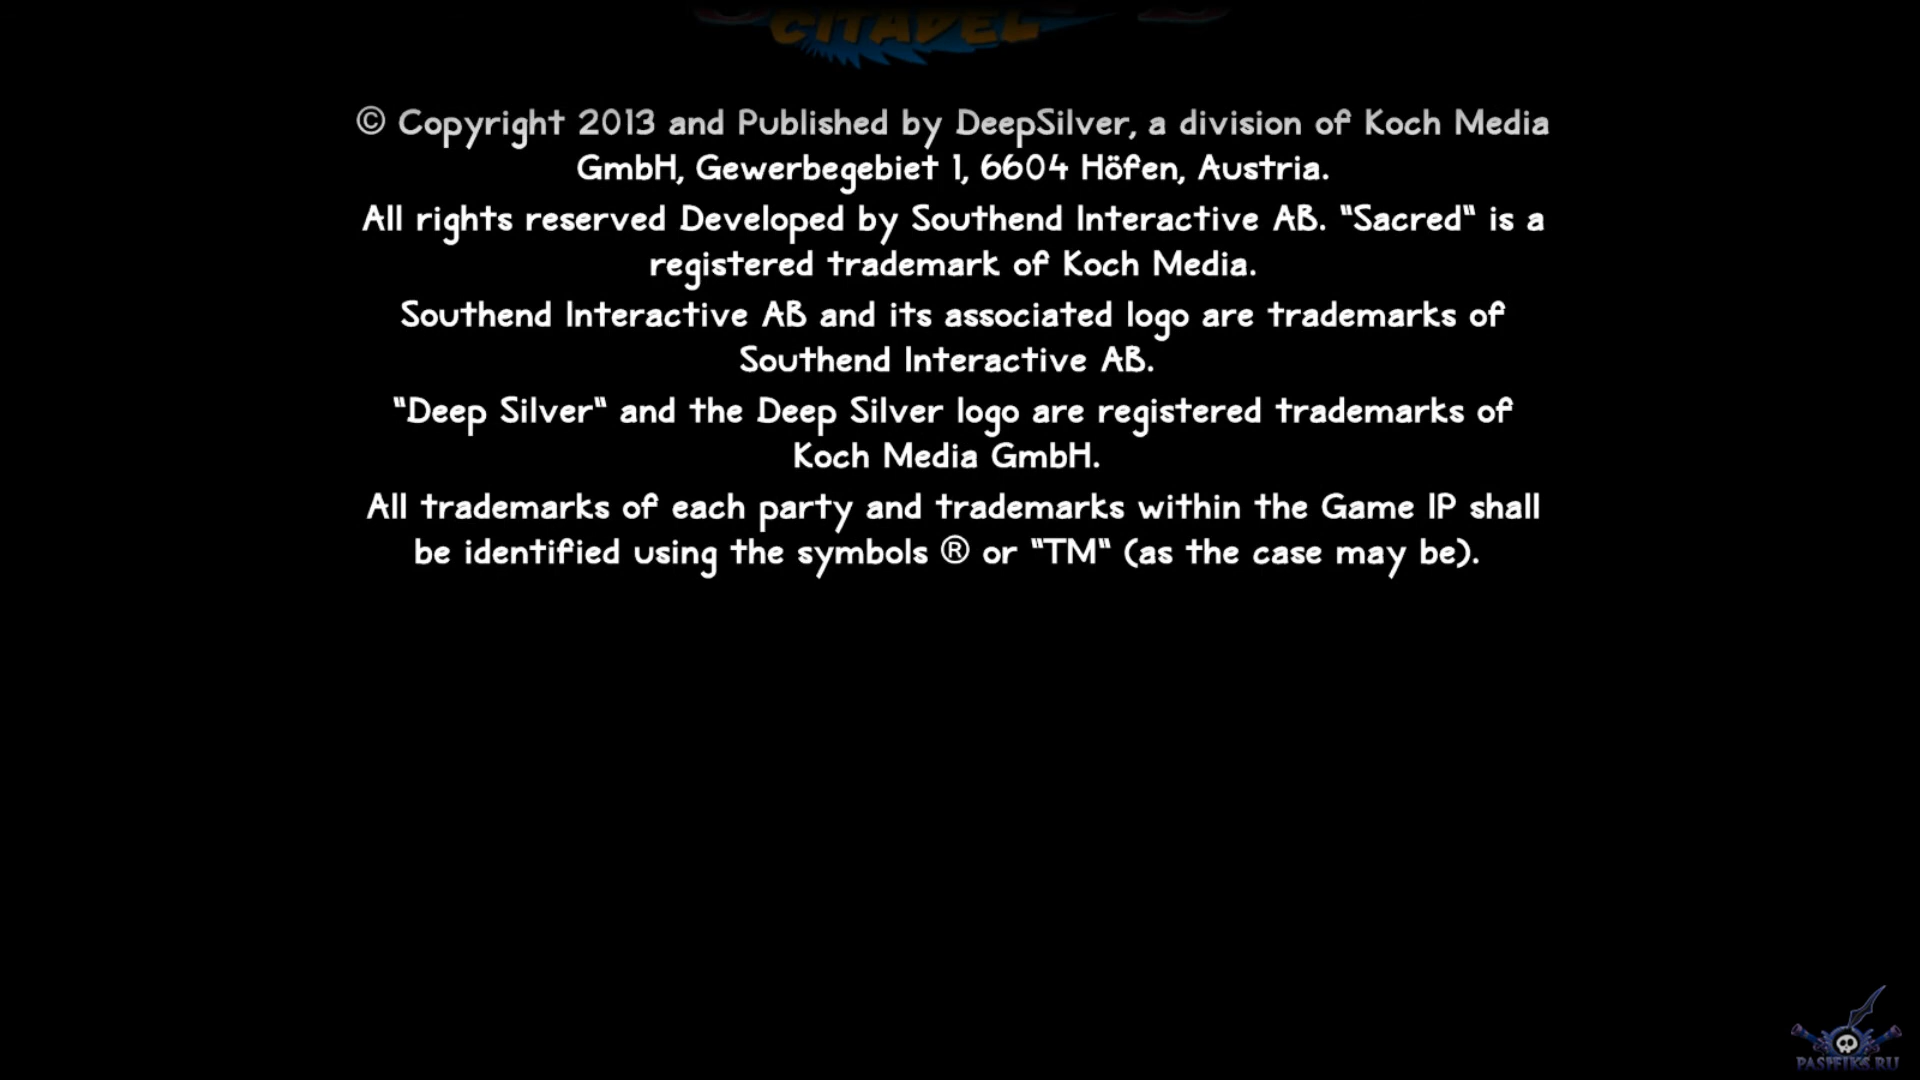 CITADEL
© Copyright 2013 and Published by DeepSilver, a division of Koch Media
GmbH, Gewerbegebiet 1, 6604 Höfen, Austria.
All rights reserved Developed by Southend Interactive AB. "Sacred" is a
registered trademark of Koch Media.
Southend Interactive AB and its associated logo are trademarks of
Southend Interactive AB.
"Deep Silver" and the Deep Silver logo are registered trademarks of
Koch Media GmbH.
All trademarks of each party and trademarks within the Game IP shall
be identified using the symbols ® or "TM" (as the case may be).
PASFIKS.RU